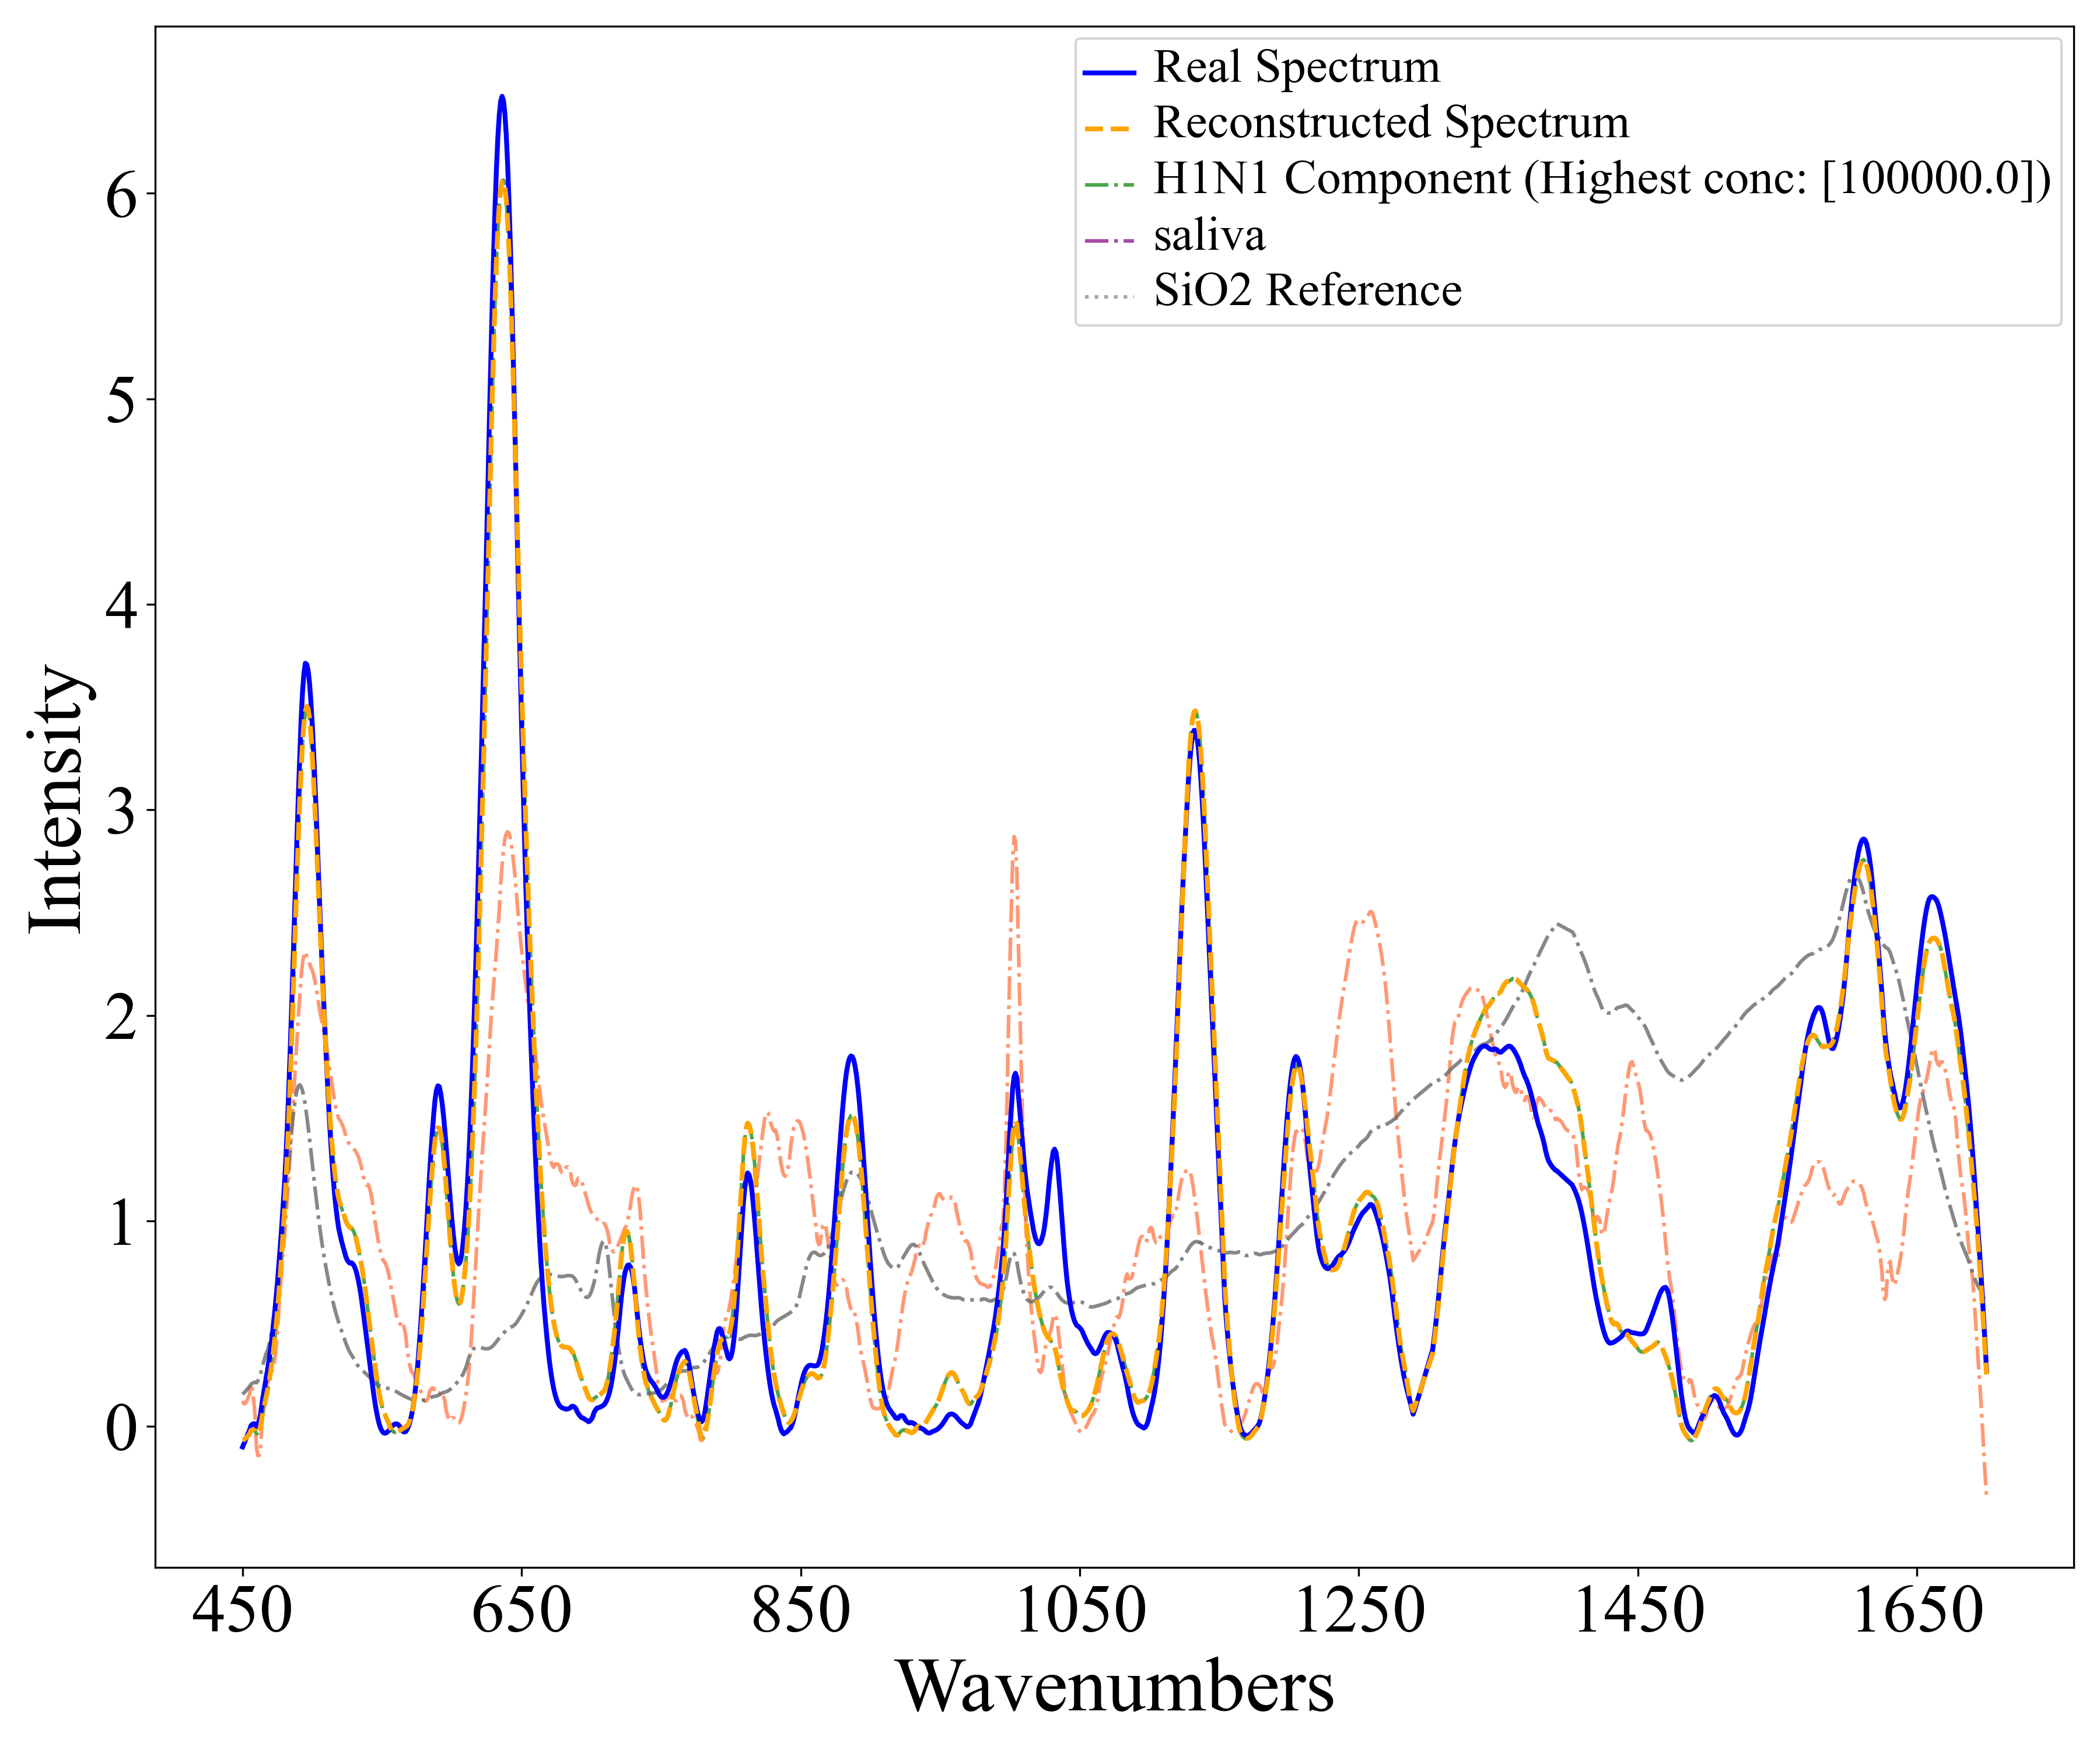 Real Spectrum
Reconstructed Spectrum
H1N1 Component (Highest conc: [100000.0])
saliva
SiO2 Reference
Intensity
6
5
4
3
2
1
0
450 650 850 1050 1250 1450 1650
Wavenumbers